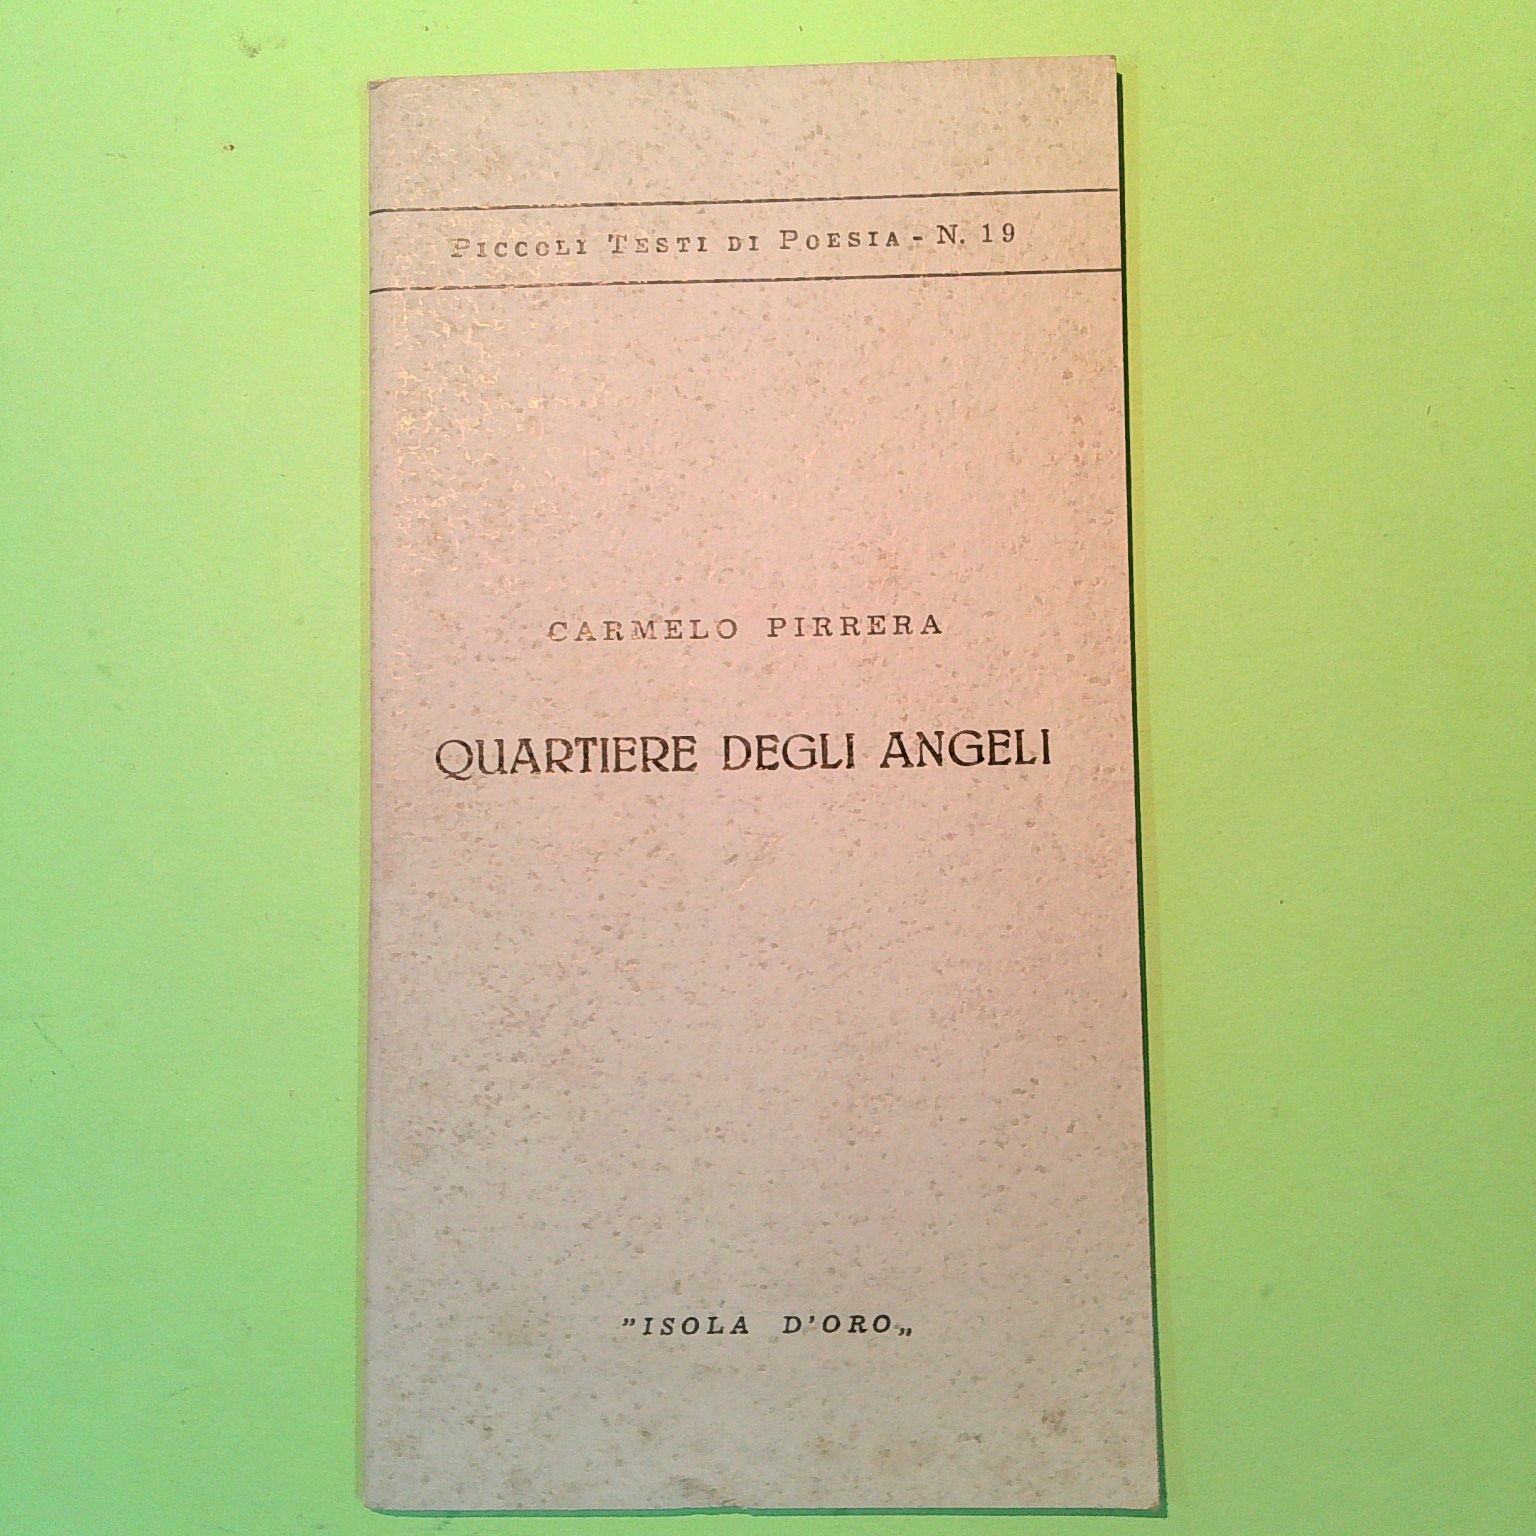 PICCOLI TESTI DI POESIA - N. 19
CARMELO PIRRERA
QUARTIERE DEGLI ANGELI
”ISOLA D'ORO„